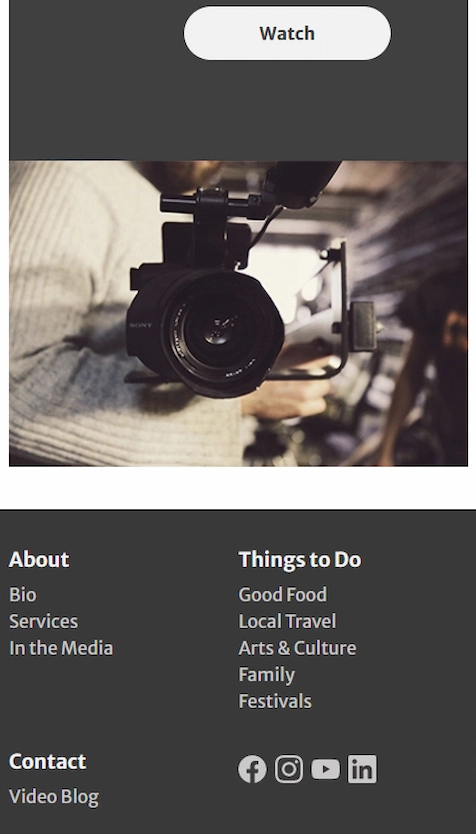 Watch
SONY
About
Bio
Services
In the Media
Things to Do
Good Food
Local Travel
Arts & Culture
Family
Festivals
Contact
Video Blog